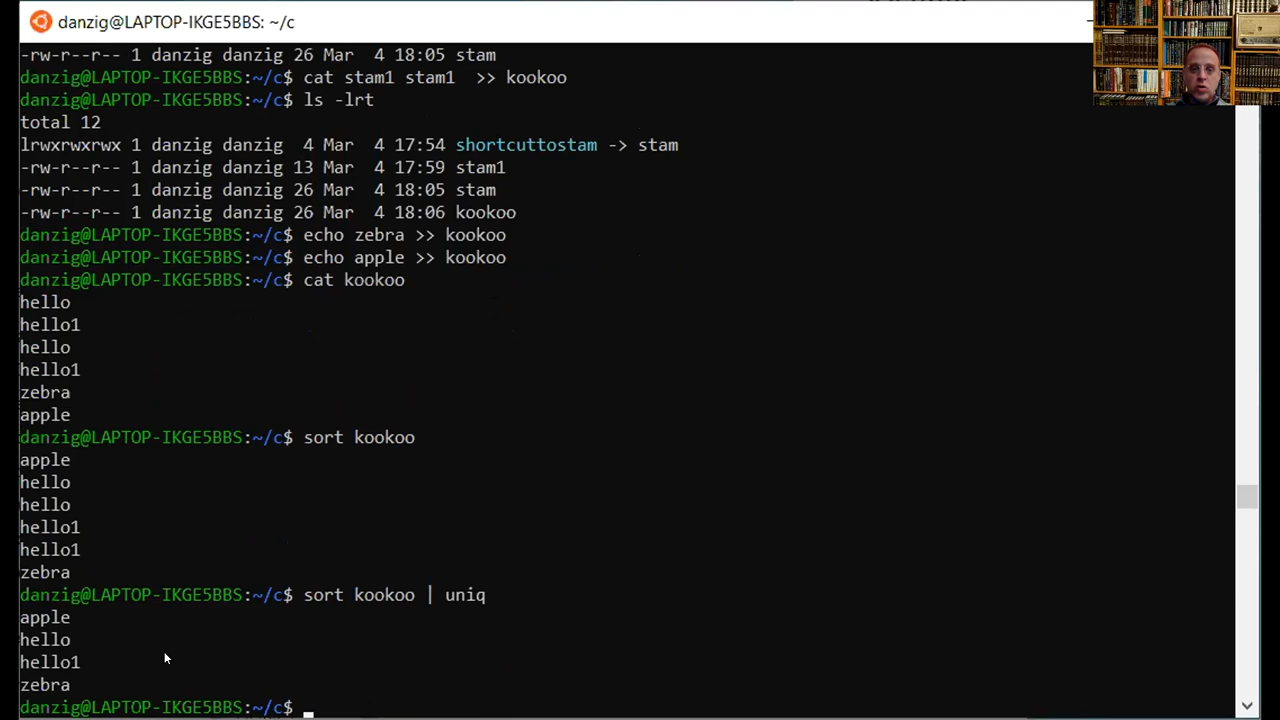 danzig@LAPTOP-IKGE5BBS: ~/c
-rw-r--r-- 1 danzig danzig 26 Mar  4 18:05 stam
danzig@LAPTOP-IKGE5BBS:~/c$ cat stam1 stam1  >> kookoo
danzig@LAPTOP-IKGE5BBS:~/c$ ls -lrt
total 12
lrwxrwxrwx 1 danzig danzig  4 Mar  4 17:54 shortcuttostam -> stam
-rw-r--r-- 1 danzig danzig 13 Mar  4 17:59 stam1
-rw-r--r-- 1 danzig danzig 26 Mar  4 18:05 stam
-rw-r--r-- 1 danzig danzig 26 Mar  4 18:06 kookoo
danzig@LAPTOP-IKGE5BBS:~/c$ echo zebra >> kookoo
danzig@LAPTOP-IKGE5BBS:~/c$ echo apple >> kookoo
danzig@LAPTOP-IKGE5BBS:~/c$ cat kookoo
hello
hello1
hello
hello1
zebra
apple
danzig@LAPTOP-IKGE5BBS:~/c$ sort kookoo
apple
hello
hello
hello1
hello1
zebra
danzig@LAPTOP-IKGE5BBS:~/c$ sort kookoo | uniq
apple
hello
hello1
zebra
danzig@LAPTOP-IKGE5BBS:~/c$